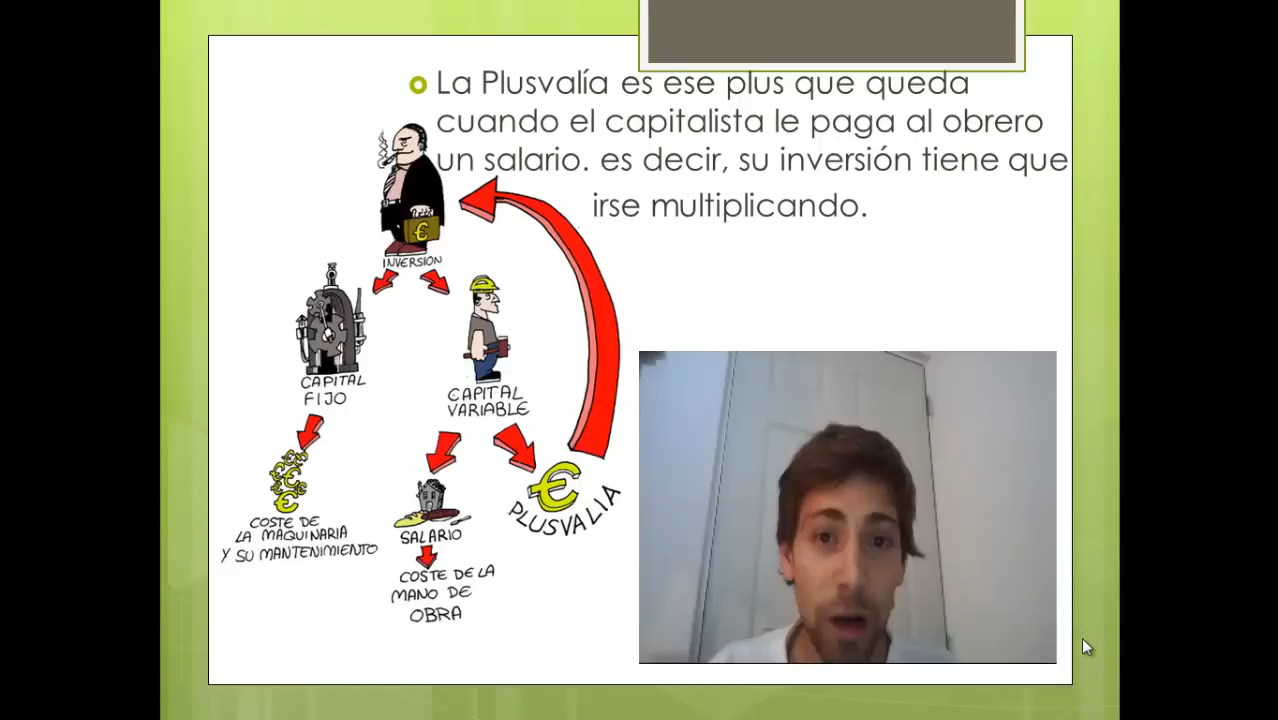 La Plusvalía es ese plus que queda
cuando el capitalista le paga al obrero
un salario. es decir, su inversión tiene que
irse multiplicando.
€
INVERSION
CAPITAL
FIJO
CAPITAL
VARIABLE
€
€
PLUSVALIA
COSTE DE
LA MAQUINARIA
Y SU MANTENIMIENTO
SALARIO
COSTE DE LA
MANO DE
OBRA